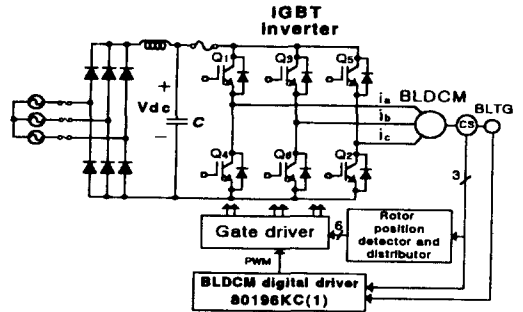 IGBT
inverter
Q1
Q3
Q5
+
Vdc
−
C
ia
ib
ic
BLDCM
CS
BLTG
Q4
Q6
Q2
3
Gate driver
6
Rotor
position
detector and
distributor
PWM
BLDCM digital driver
80196KC(1)